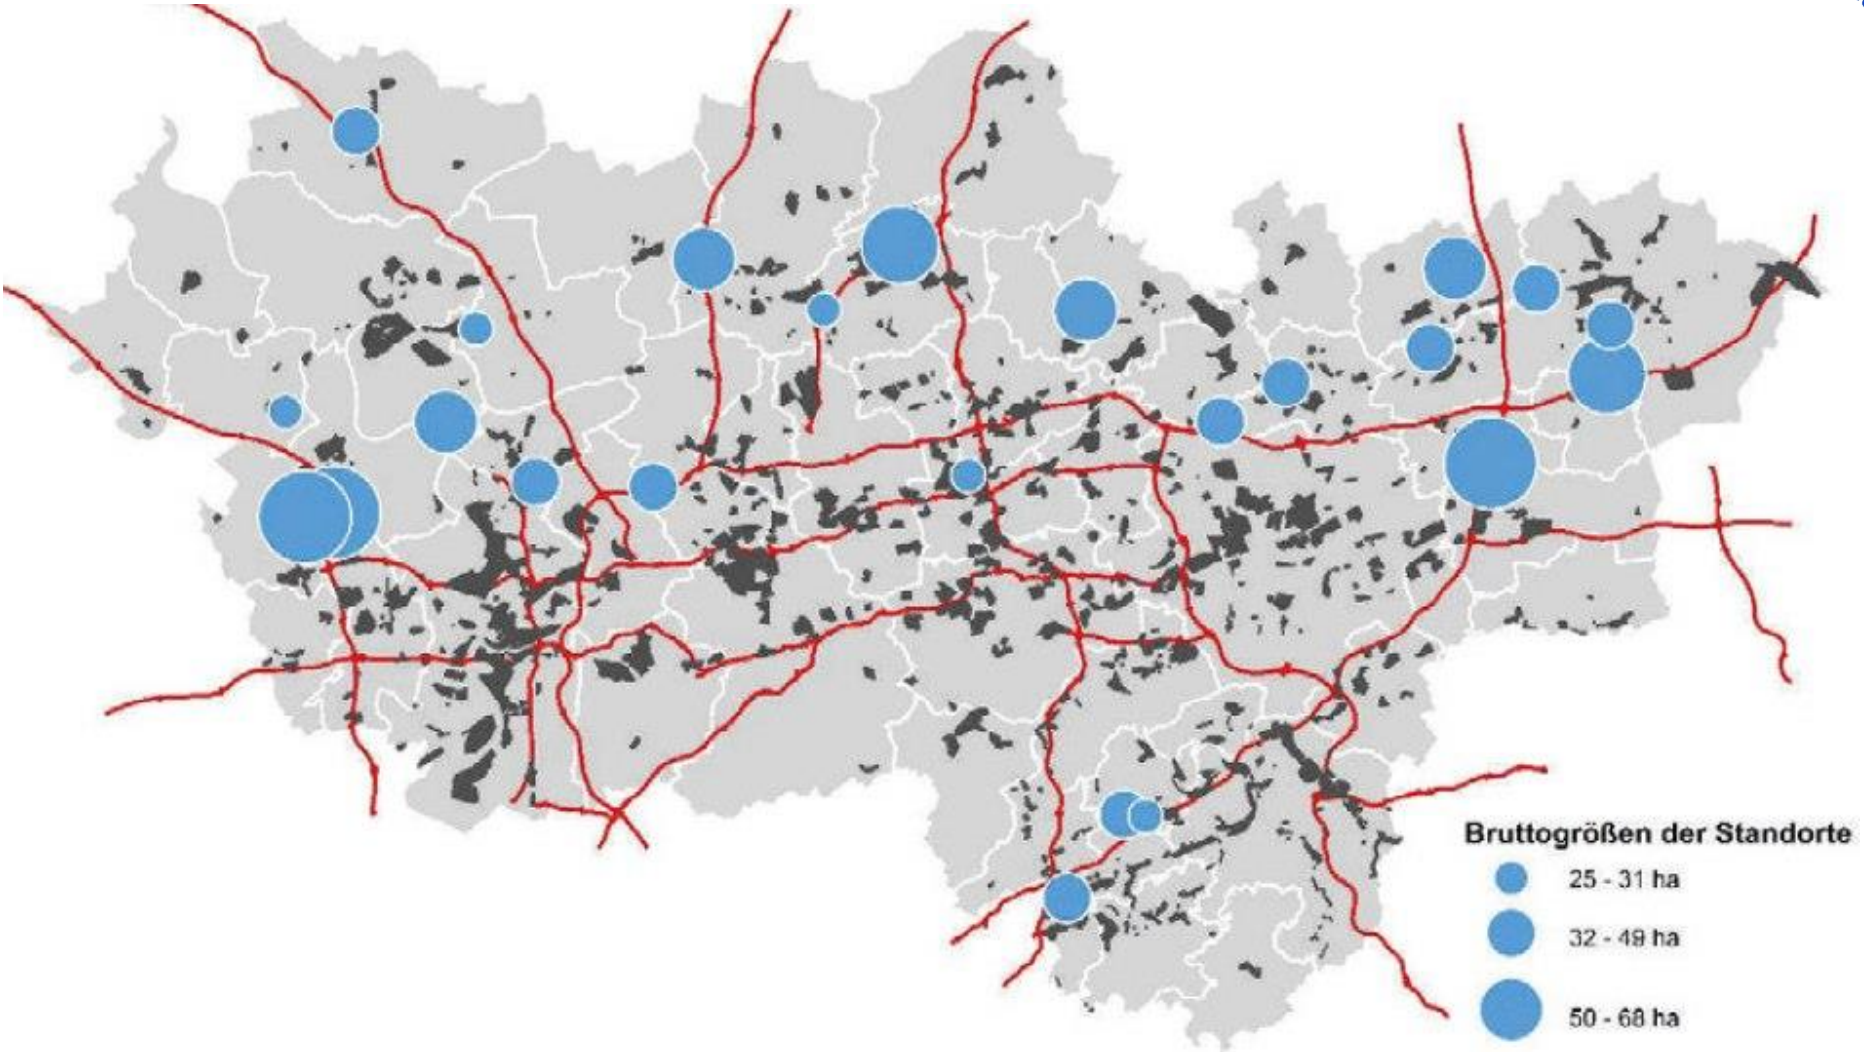 Bruttogrößen der Standorte
25 - 31 ha
32 - 49 ha
50 - 68 ha